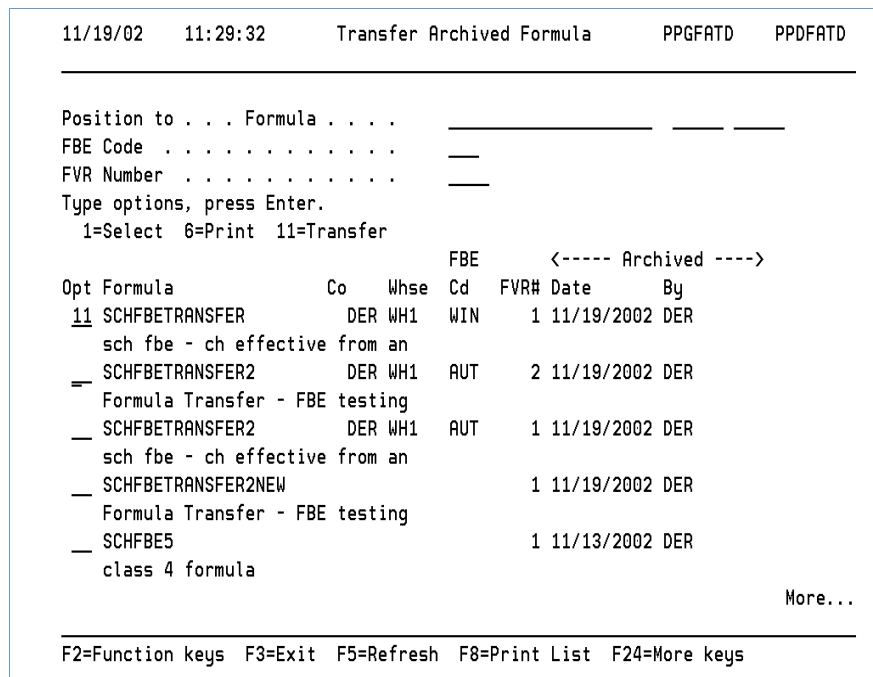 11/19/02 11:29:32 Transfer Archived Formula PPGFATD PPDFATD
Position to . . . Formula . . . .
FBE Code . . . . . . . . . . . .
FVR Number . . . . . . . . . . .
Type options, press Enter.
1=Select 6=Print 11=Transfer
FBE <----- Archived ---->
Opt Formula Co Whse Cd FVR# Date By
11 SCHFBETRANSFER DER WH1 WIN 1 11/19/2002 DER
sch fbe - ch effective from an
SCHFBETRANSFER2 DER WH1 AUT 2 11/19/2002 DER
Formula Transfer - FBE testing
SCHFBETRANSFER2 DER WH1 AUT 1 11/19/2002 DER
sch fbe - ch effective from an
SCHFBETRANSFER2NEW 1 11/19/2002 DER
Formula Transfer - FBE testing
SCHFBE5 1 11/13/2002 DER
class 4 formula
More...
F2=Function keys F3=Exit F5=Refresh F8=Print List F24=More keys